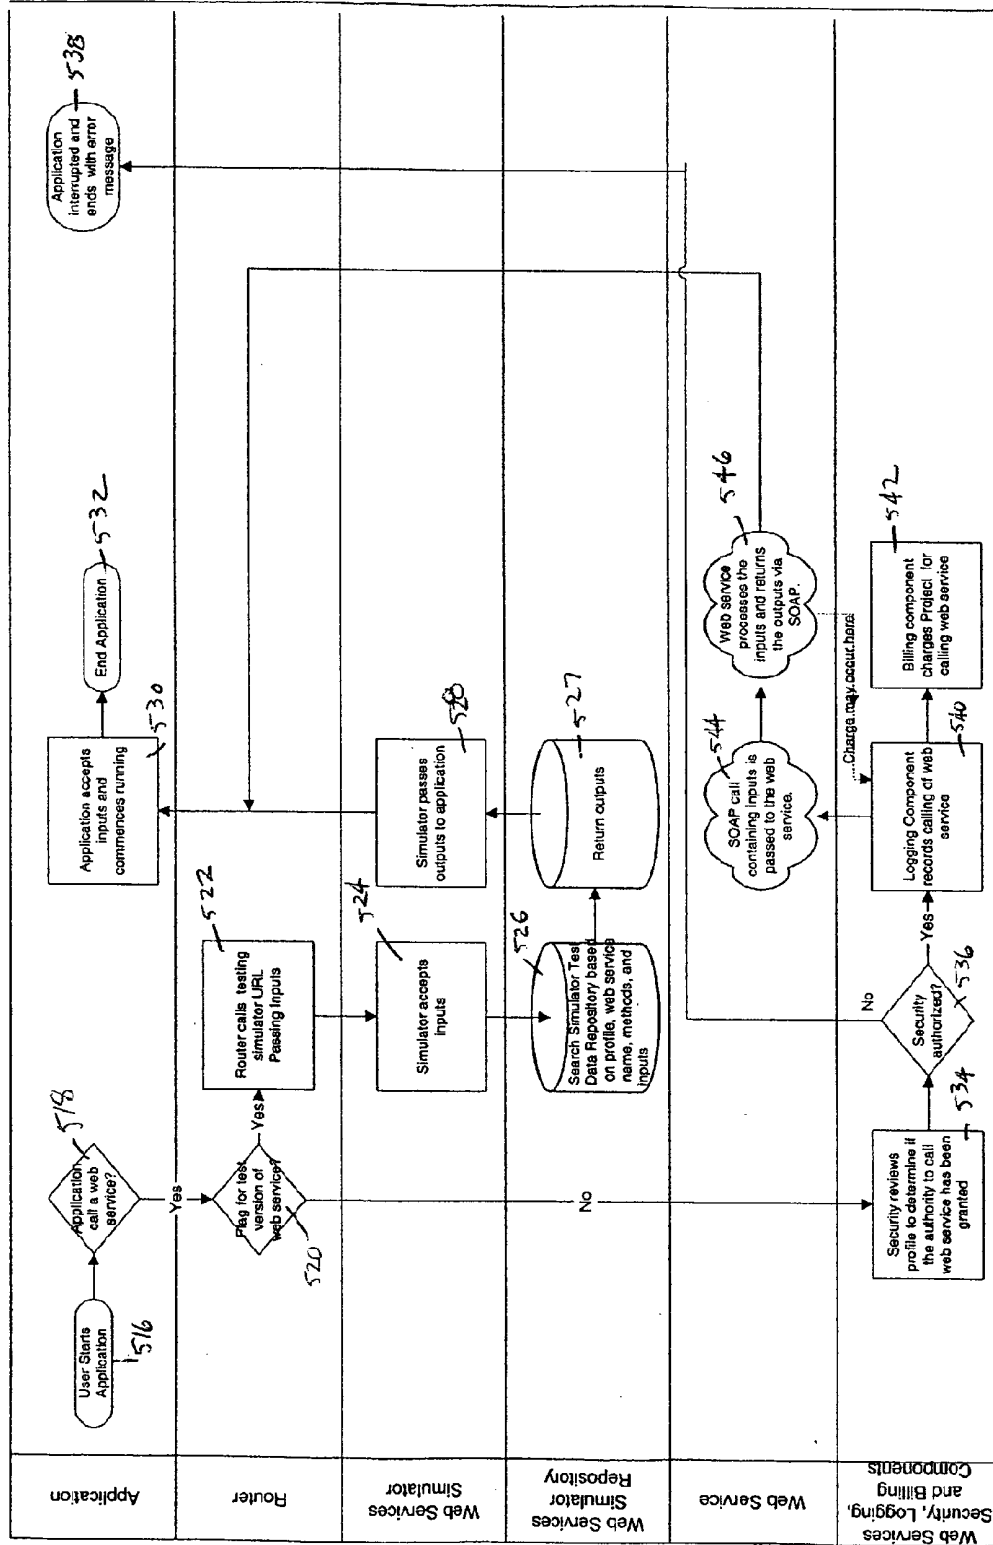 Application
User Starts
Application
516
Application
call a web
service?
518
Yes
Application accepts
inputs and
commences running
530
End Application
532
Application
interrupted and
ends with error
message
538
Router
Flag for test
version of
web service?
520
Yes
No
Router calls testing
simulator URL
Passing Inputs
522
Web Services
Simulator
Simulator accepts
inputs
524
Simulator passes
outputs to application
528
Web Services
Simulator
Repository
Search Simulator Test
Data Repository based
on profile, web service
name, methods, and
inputs
526
Return outputs
527
Web Service
SOAP call
containing inputs is
passed to the web
service.
544
Web service
processes the
inputs and returns
the outputs via
SOAP.
546
Charge may occur here
Web Services
Security, Logging,
and Billing
Components
Security reviews
profile to determine if
the authority to call
web service has been
granted
534
Security
authorized?
536
No
Yes
Logging Component
records calling of web
service
540
Billing component
charges Project for
calling web service
542